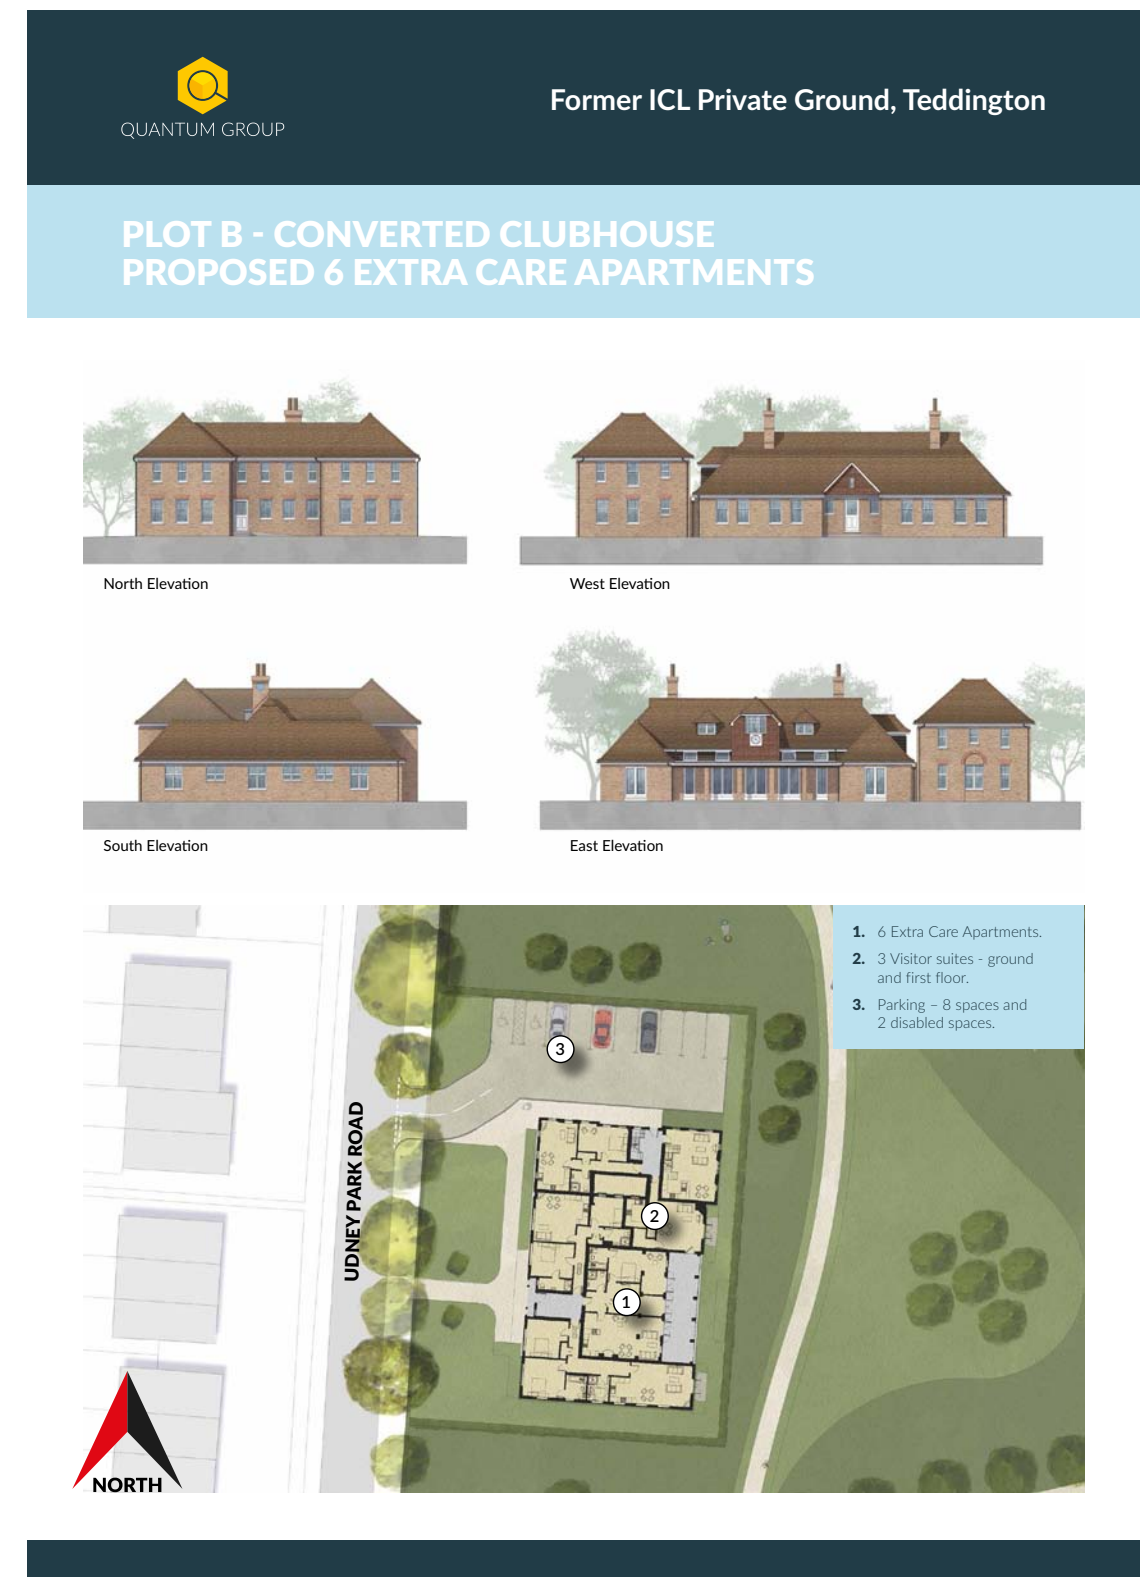 QUANTUM GROUP
Former ICL Private Ground, Teddington
PLOT B - CONVERTED CLUBHOUSE
PROPOSED 6 EXTRA CARE APARTMENTS
North Elevation
West Elevation
South Elevation
East Elevation
1. 6 Extra Care Apartments.
2. 3 Visitor suites - ground
and first floor.
3. Parking – 8 spaces and
2 disabled spaces.
3
UDNEY PARK ROAD
2
1
NORTH